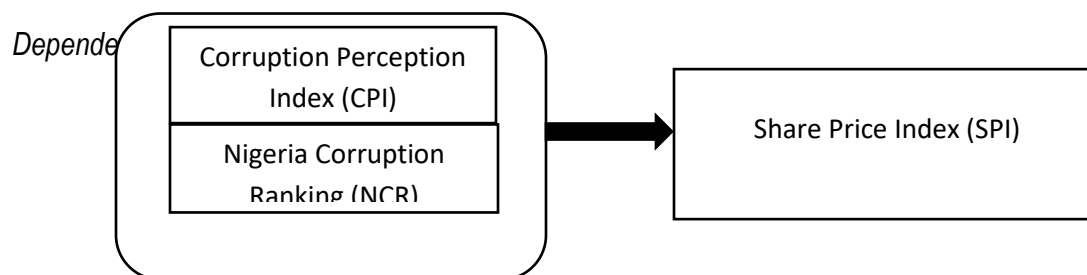 Depende
Corruption Perception
Index (CPI)
Nigeria Corruption
Ranking (NCR)
Share Price Index (SPI)